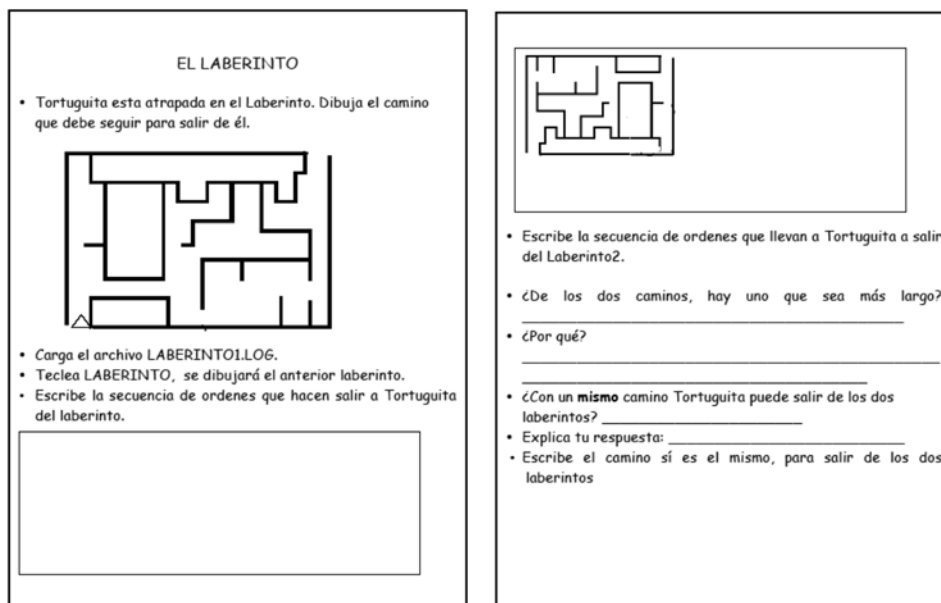 EL LABERINTO
• Tortuguita esta atrapada en el Laberinto. Dibuja el camino
que debe seguir para salir de él.
• Carga el archivo LABERINTO1.LOG.
• Teclea LABERINTO, se dibujará el anterior laberinto.
• Escribe la secuencia de ordenes que hacen salir a Tortuguita
del laberinto.
• Escribe la secuencia de ordenes que llevan a Tortuguita a salir
del Laberinto2.
• ¿De los dos caminos, hay uno que sea más largo?
• ¿Por qué?
• ¿Con un mismo camino Tortuguita puede salir de los dos
laberintos?
• Explica tu respuesta:
• Escribe el camino sí es el mismo, para salir de los dos
laberintos